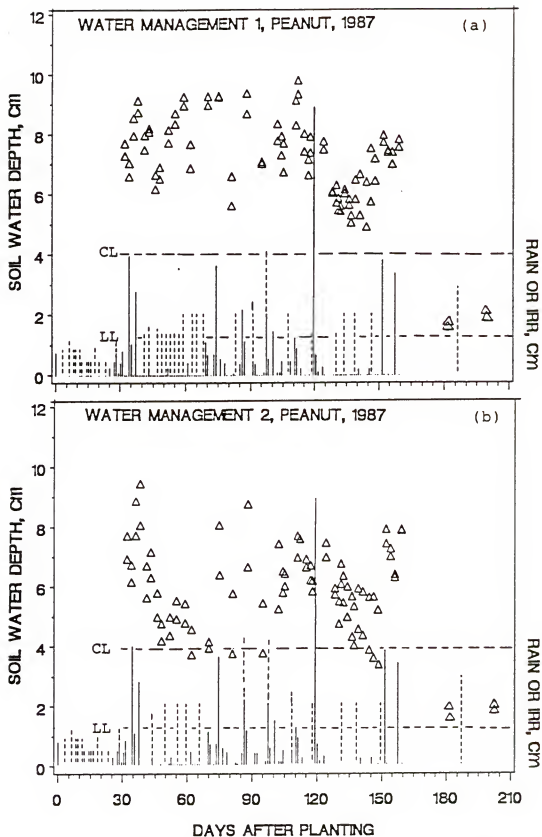 WATER MANAGEMENT 1, PEANUT, 1987 (a)
SOIL WATER DEPTH, CM
12
10
8
6
4
2
0
CL
LL
RAIN OR IRR, CM
WATER MANAGEMENT 2, PEANUT, 1987 (b)
SOIL WATER DEPTH, CM
12
10
8
6
4
2
0
CL
LL
RAIN OR IRR, CM
0 30 60 90 120 150 180 210
DAYS AFTER PLANTING